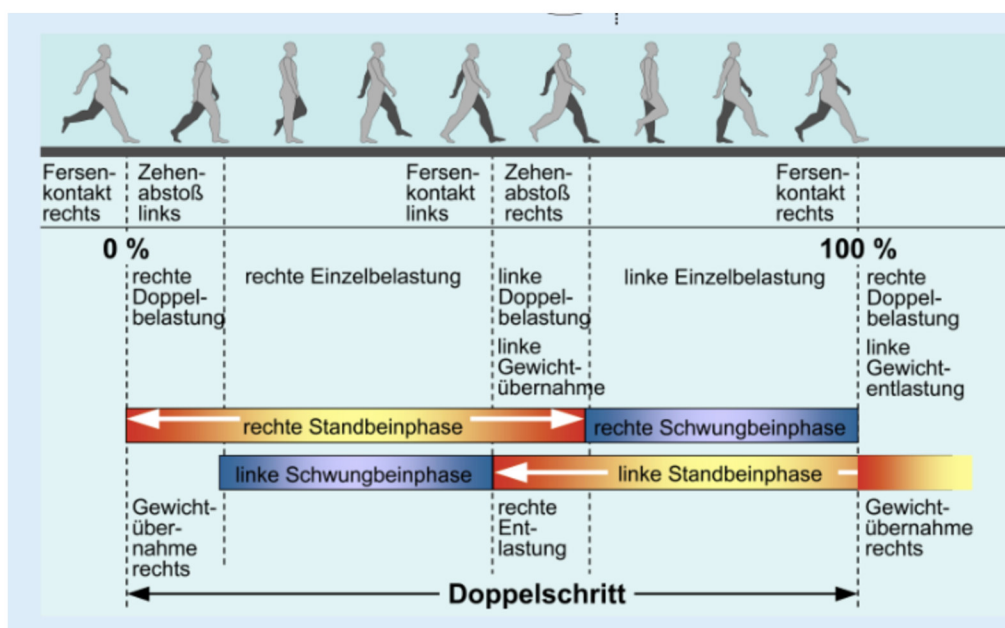 Fersen-
kontakt
rechts
Zehen-
abstoß
links
Fersen-
kontakt
links
Zehen-
abstoß
rechts
Fersen-
kontakt
rechts
0 %
100 %
rechte
Doppel-
belastung
rechte Einzelbelastung
linke
Doppel-
belastung
linke
Gewicht-
übernahme
linke Einzelbelastung
rechte
Doppel-
belastung
linke
Gewicht-
entlastung
rechte Standbeinphase
rechte Schwungbeinphase
linke Schwungbeinphase
linke Standbeinphase
Gewicht-
über-
nahme
rechts
rechte
Ent-
lastung
Gewicht-
übernahme
rechts
Doppelschritt